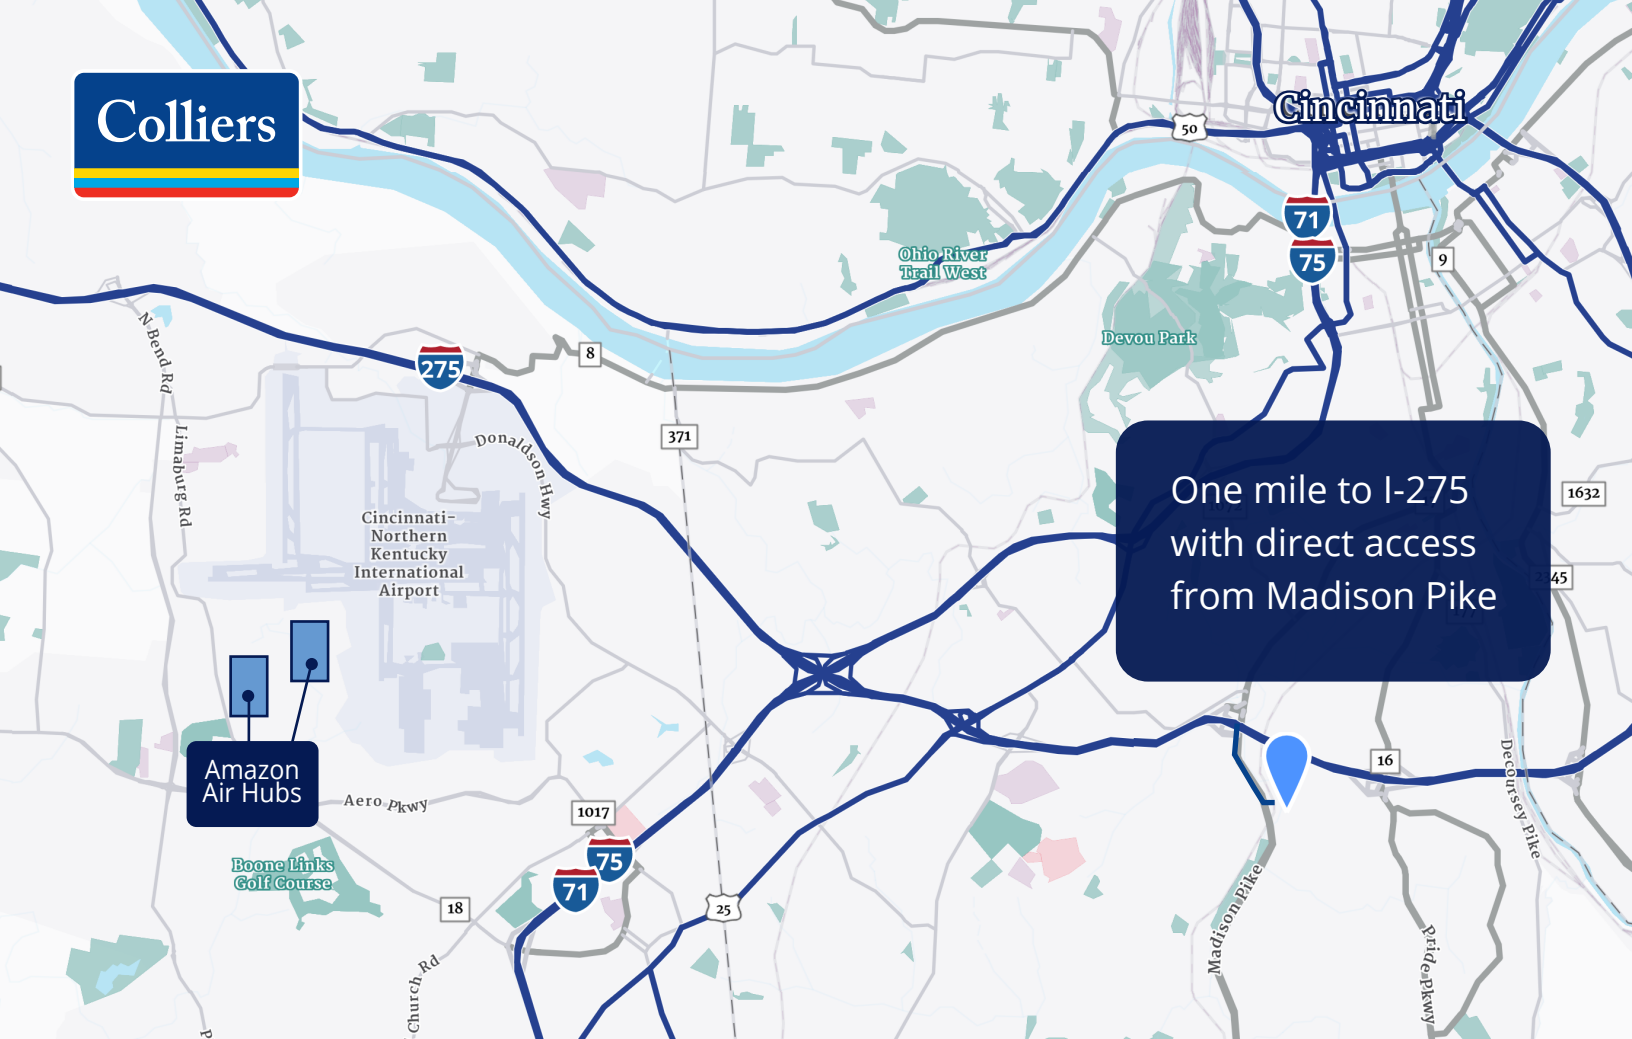 Colliers
Cincinnati
50
71
75
9
Ohio River
Trail West
Devou Park
N Bend Rd
8
275
371
Donaldson Hwy
Limaburg Rd
One mile to I-275
with direct access
from Madison Pike
1072
1632
2345
Cincinnati-
Northern
Kentucky
International
Airport
Amazon
Air Hubs
Aero Pkwy
1017
75
71
16
Decoursey Pike
Boone Links
Golf Course
18
25
Madison Pike
Pride Pkwy
Church Rd
P